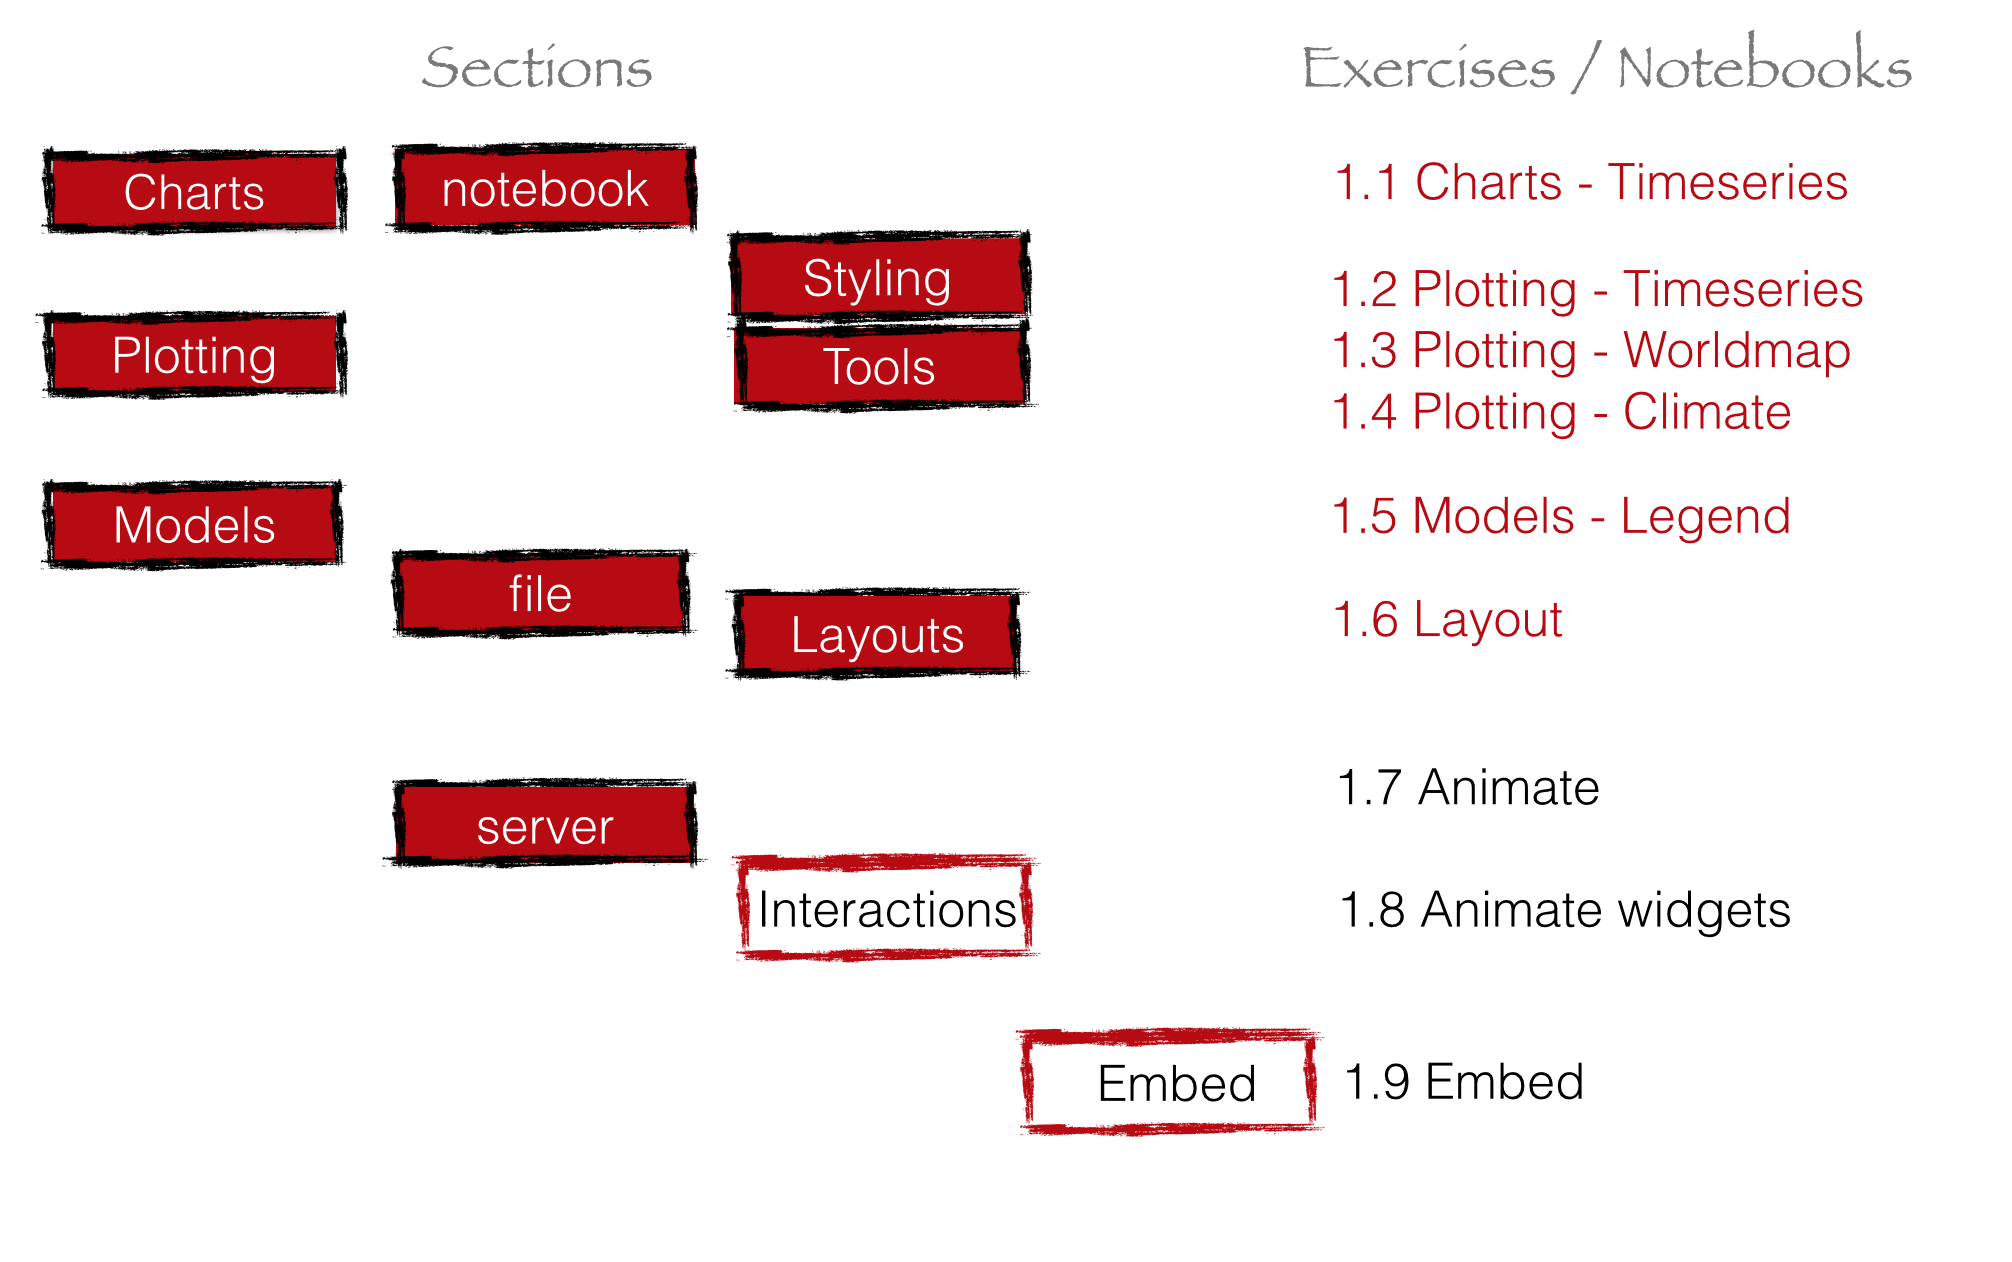 Sections
Exercises / Notebooks
Charts
notebook
1.1 Charts - Timeseries
Styling
1.2 Plotting - Timeseries
Plotting
Tools
1.3 Plotting - Worldmap
1.4 Plotting - Climate
Models
1.5 Models - Legend
file
Layouts
1.6 Layout
server
1.7 Animate
Interactions
1.8 Animate widgets
Embed
1.9 Embed